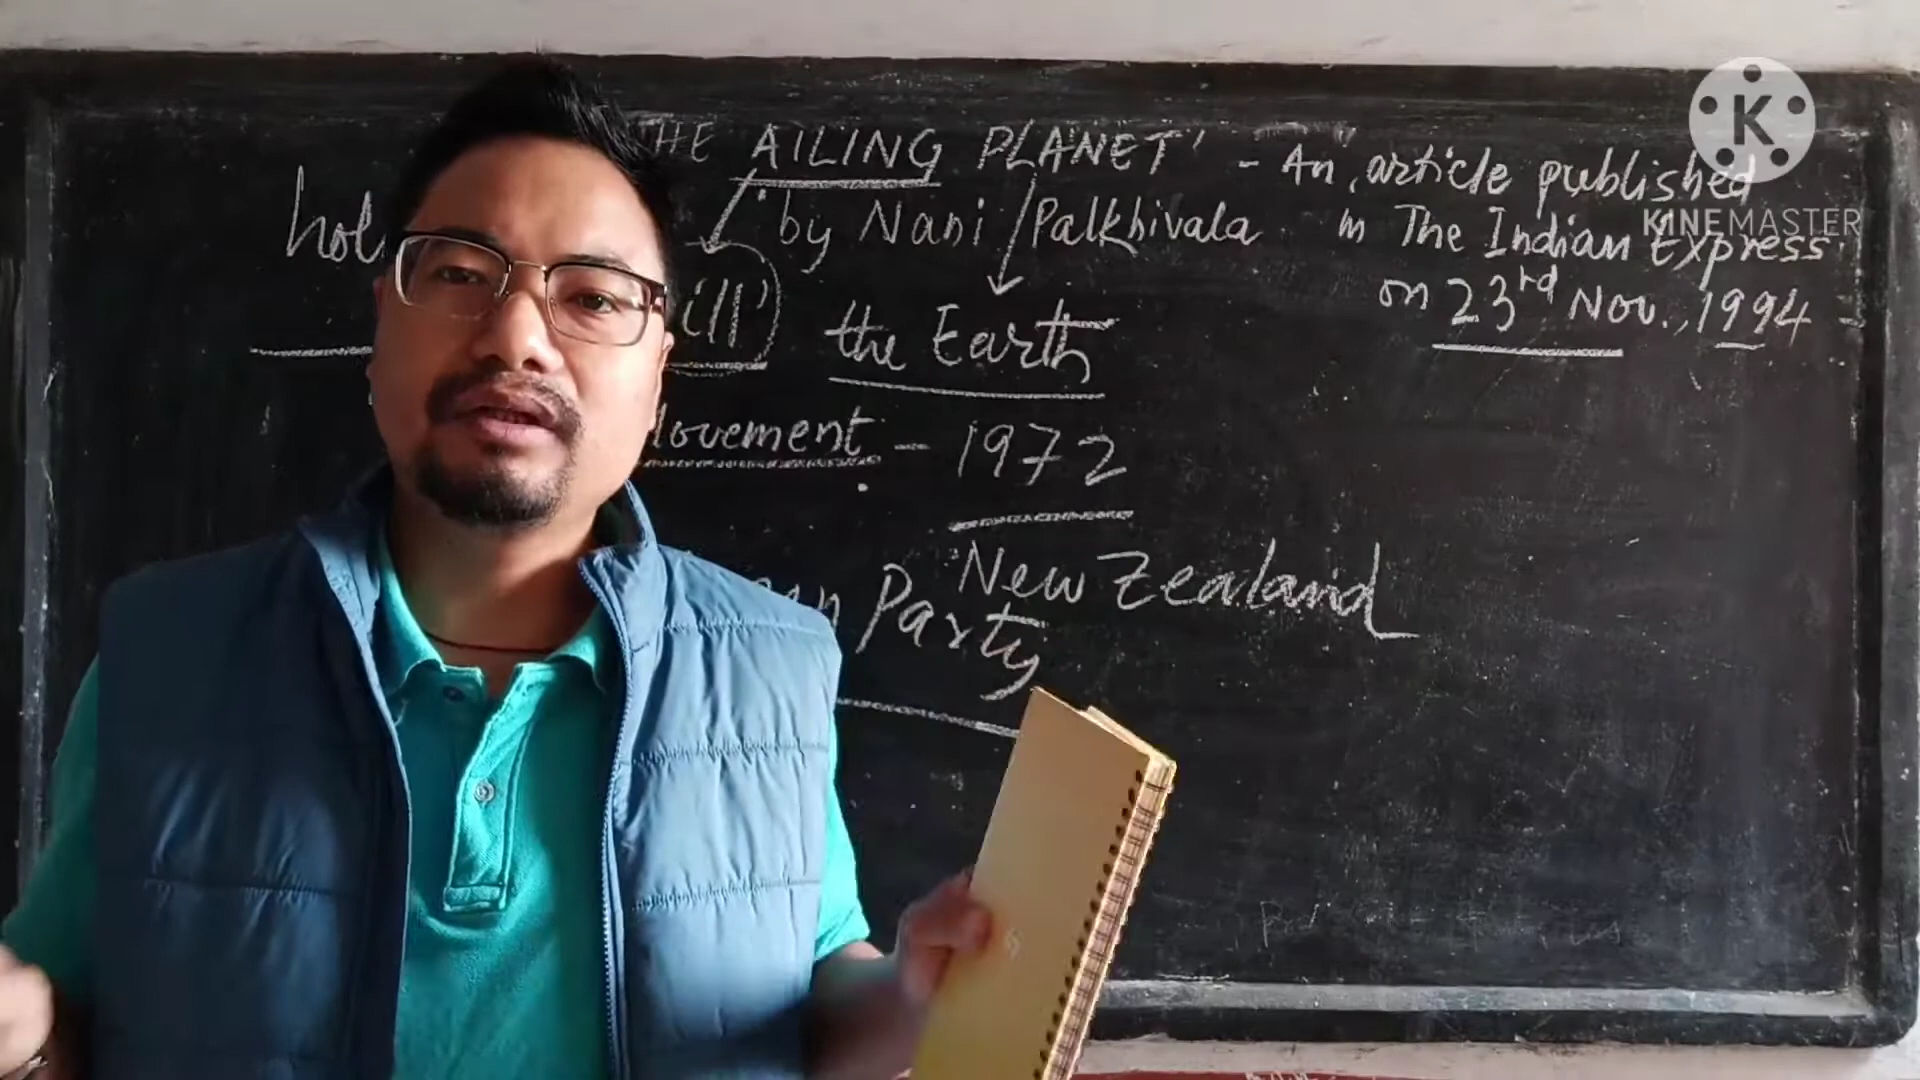 THE AILING PLANET' - An article published
by Nani Palkhivala in The Indian Express
on 23rd Nov., 1994
hol
'ill'
the Earth
Movement - 1972
New Zealand
Party
K
KINEMASTER